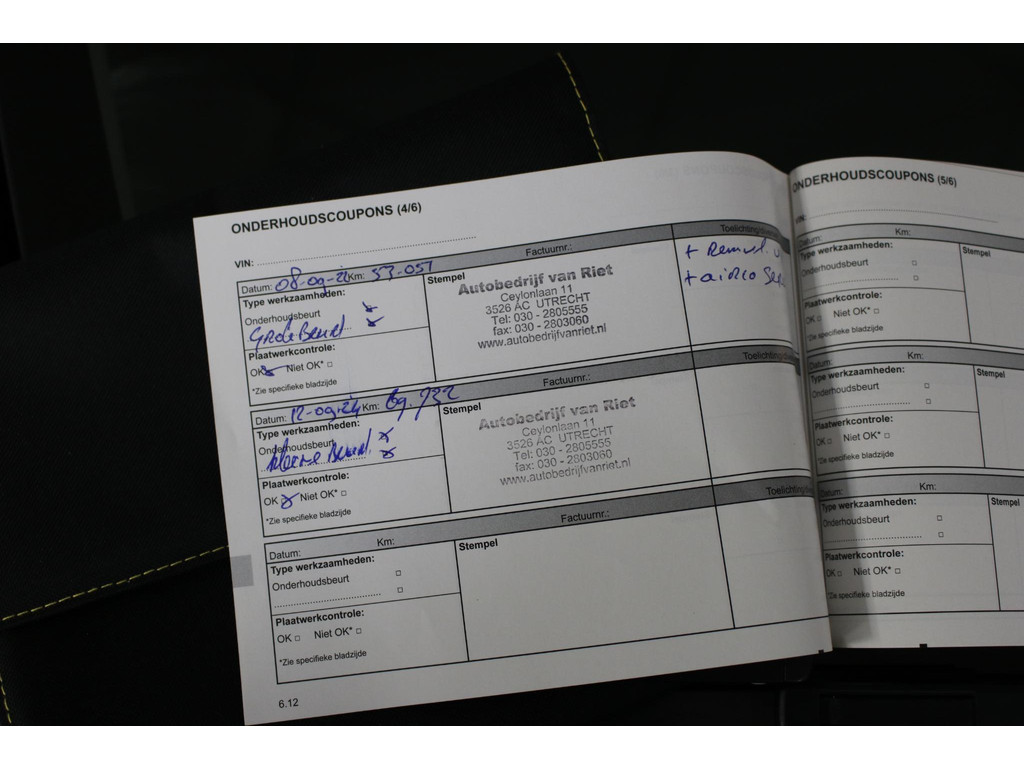 ONDERHOUDSCOUPONS (4/6)
VIN:
Datum: 08-09-2 Km: 53-057 Factuurnr.: Toelichting
Type werkzaamheden:
Onderhoudsbeurt
Grote Beurt
Plaatwerkcontrole:
OK Niet OK*
*Zie specifieke bladzijde
Stempel
Autobedrijf van Riet
Ceylonlaan 11
3526 AC UTRECHT
Tel: 030 - 2805555
fax: 030 - 2803060
www.autobedrijfvanriet.nl
+ Remvl.
+ airco
Datum: 12-09-24 Km: 69.732 Factuurnr.: Toelichting
Type werkzaamheden:
Onderhoudsbeurt
kleine Beurt
Plaatwerkcontrole:
OK Niet OK*
*Zie specifieke bladzijde
Stempel
Autobedrijf van Riet
Ceylonlaan 11
3526 AC UTRECHT
Tel: 030 - 2805555
fax: 030 - 2803060
www.autobedrijfvanriet.nl
Datum: Km: Factuurnr.: Toelichting
Type werkzaamheden:
Onderhoudsbeurt
Plaatwerkcontrole:
OK Niet OK*
*Zie specifieke bladzijde
Stempel
6.12
ONDERHOUDSCOUPONS (5/6)
VIN:
Datum: Km:
Type werkzaamheden:
Onderhoudsbeurt
Plaatwerkcontrole:
OK Niet OK*
*Zie specifieke bladzijde
Stempel
Km:
Type werkzaamheden:
Onderhoudsbeurt
Plaatwerkcontrole:
OK Niet OK*
*Zie specifieke bladzijde
Stempel
Km:
Type werkzaamheden:
Onderhoudsbeurt
Plaatwerkcontrole:
OK Niet OK*
*Zie specifieke bladzijde
Stempel